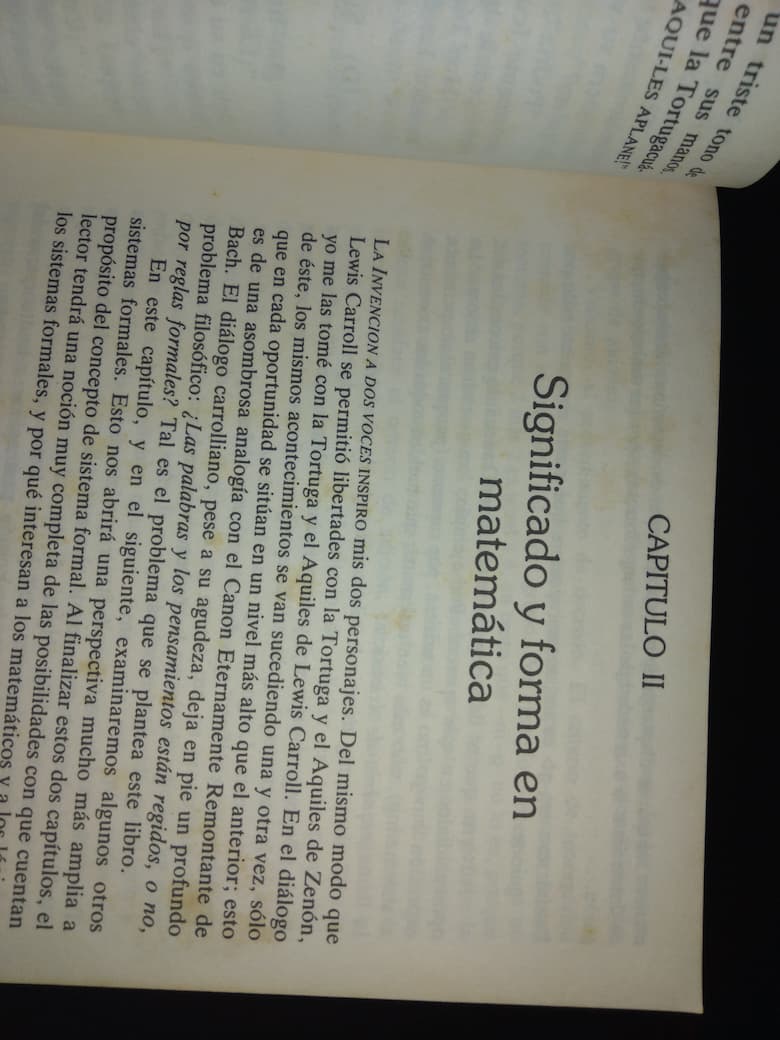 un triste tono de
entre sus manos.
que la Tortugacuá-
AQUI-LES APLANE!"
CAPITULO II
Significado y forma en
matemática
LA INVENCION A DOS VOCES INSPIRO mis dos personajes. Del mismo modo que
Lewis Carroll se permitió libertades con la Tortuga y el Aquiles de Zenón,
yo me las tomé con la Tortuga y el Aquiles de Lewis Carroll. En el diálogo
de éste, los mismos acontecimientos se van sucediendo una y otra vez, sólo
que en cada oportunidad se sitúan en un nivel más alto que el anterior; esto
es de una asombrosa analogía con el Canon Eternamente Remontante de
Bach. El diálogo carrolliano, pese a su agudeza, deja en pie un profundo
problema filosófico: ¿Las palabras y los pensamientos están regidos, o no,
por reglas formales? Tal es el problema que se plantea este libro.
En este capítulo, y en el siguiente, examinaremos algunos otros
sistemas formales. Esto nos abrirá una perspectiva mucho más amplia a
propósito del concepto de sistema formal. Al finalizar estos dos capítulos, el
lector tendrá una noción muy completa de las posibilidades con que cuentan
los sistemas formales, y por qué interesan a los matemáticos y a los